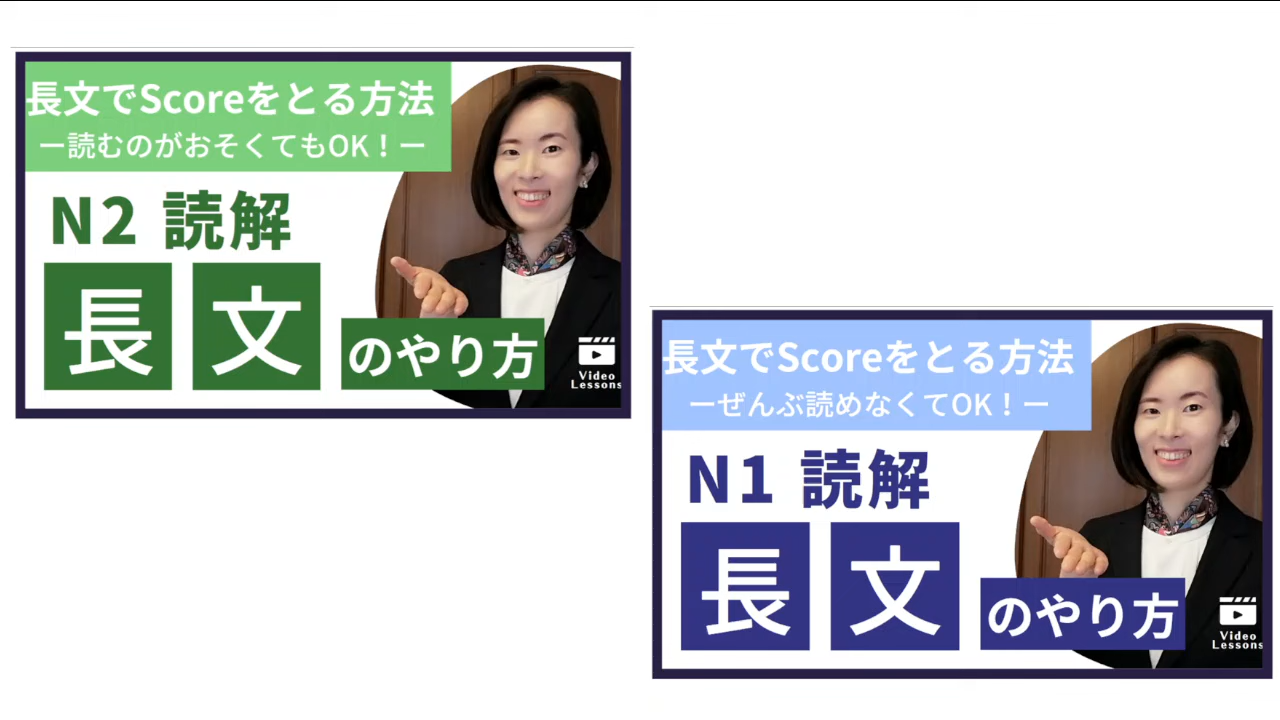 長文でScoreをとる方法
ー読むのがおそくてもOK！ー
N2 読解
長文のやり方
Video
Lessons
長文でScoreをとる方法
ーぜんぶ読めなくてOK！ー
N1 読解
長文のやり方
Video
Lessons